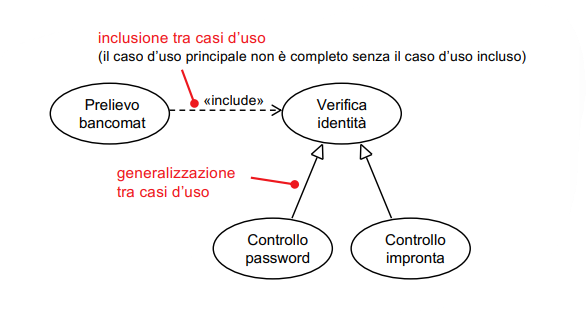 inclusione tra casi d'uso
(il caso d'uso principale non è completo senza il caso d'uso incluso)
Prelievo
bancomat
«include»
Verifica
identità
generalizzazione
tra casi d'uso
Controllo
password
Controllo
impronta